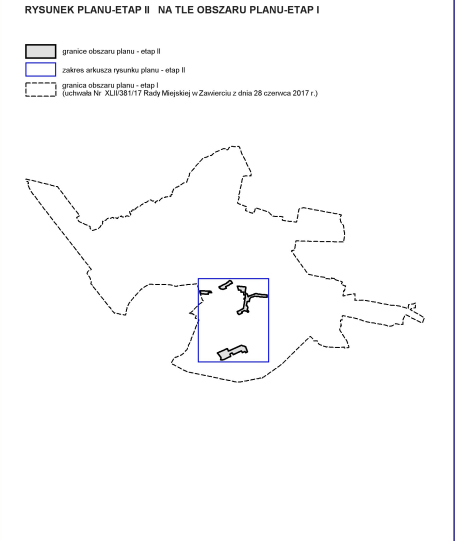 RYSUNEK PLANU-ETAP II NA TLE OBSZARU PLANU-ETAP I
granice obszaru planu - etap II
zakres arkusza rysunku planu - etap II
granica obszaru planu - etap I
(uchwała Nr XLII/381/17 Rady Miejskiej w Zawierciu z dnia 28 czerwca 2017 r.)